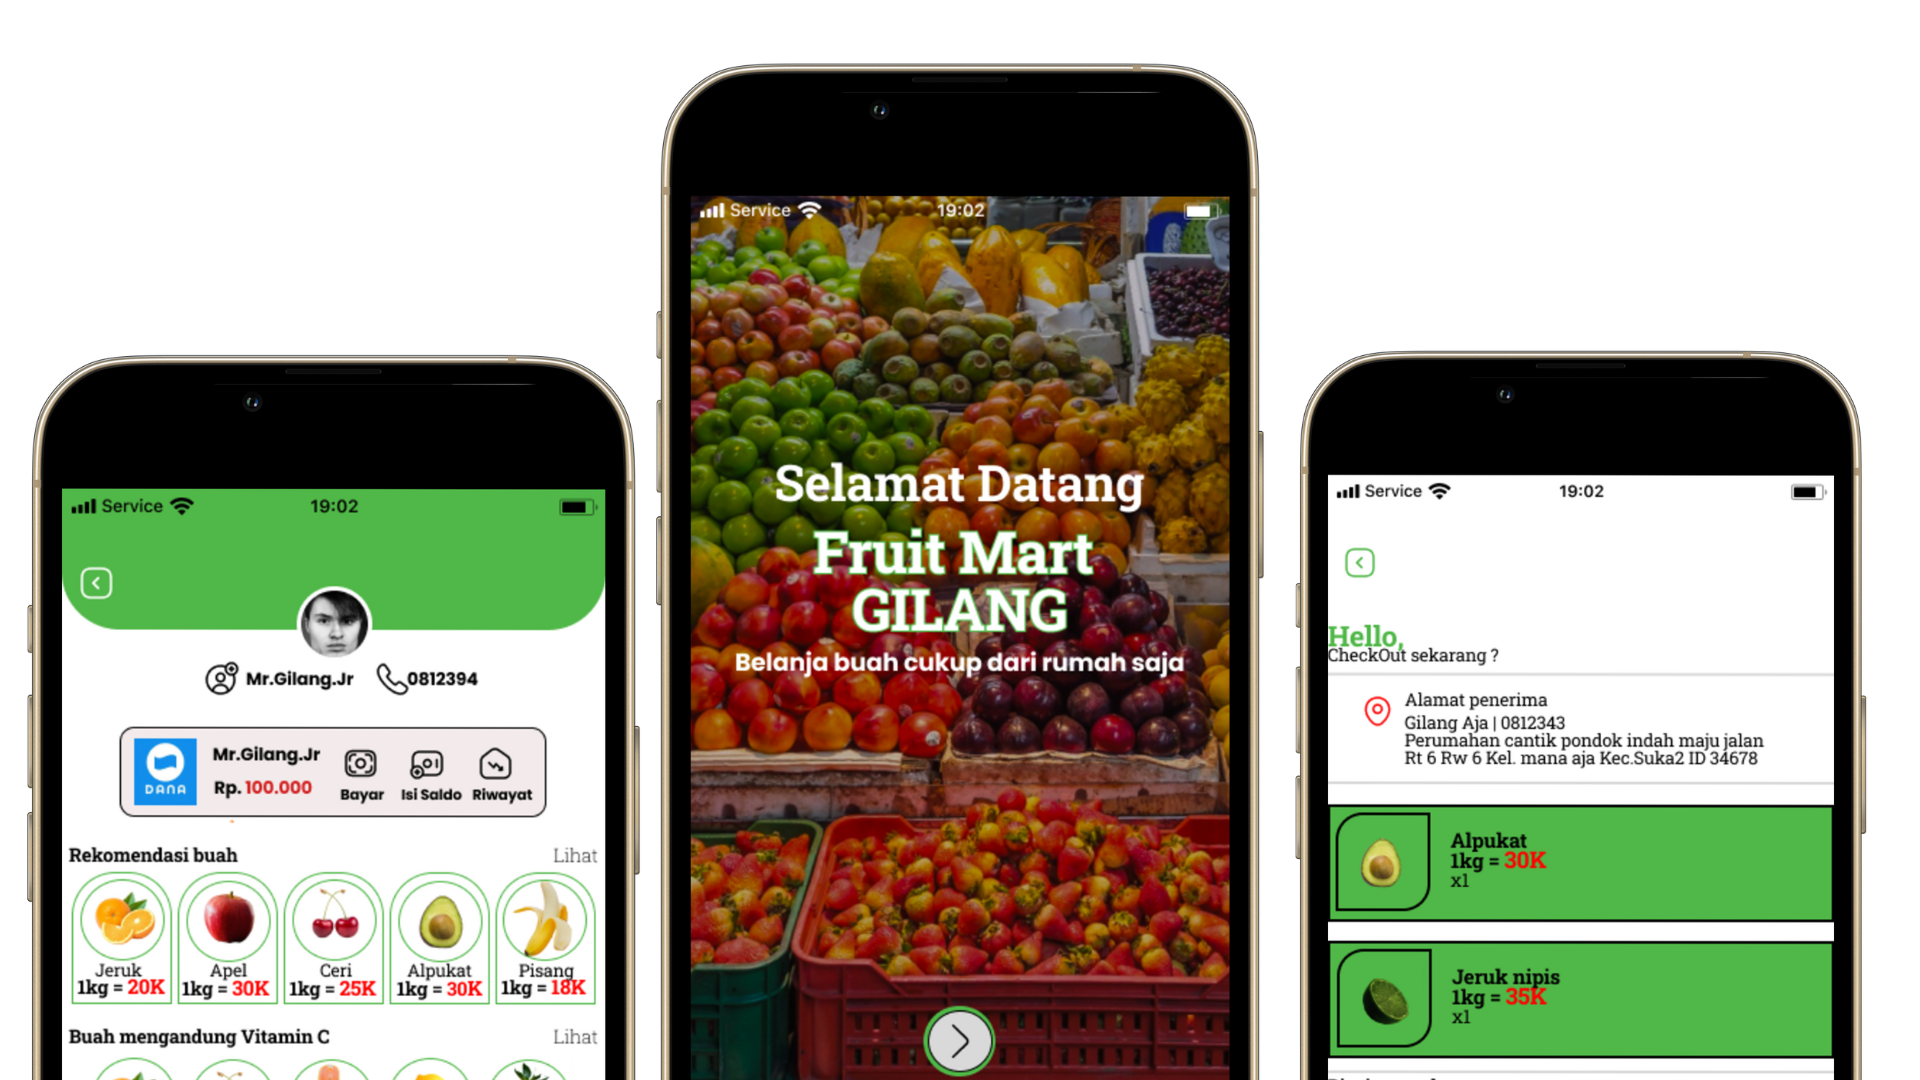 Service 19:02
Mr.Gilang.Jr 0812394
DANA
Mr.Gilang.Jr
Rp. 100.000
Bayar Isi Saldo Riwayat
Rekomendasi buah Lihat
Jeruk
1kg = 20K
Apel
1kg = 30K
Ceri
1kg = 25K
Alpukat
1kg = 30K
Pisang
1kg = 18K
Buah mengandung Vitamin C Lihat
Service 19:02
Selamat Datang
Fruit Mart
GILANG
Belanja buah cukup dari rumah saja
Service 19:02
Hello,
CheckOut sekarang ?
Alamat penerima
Gilang Aja | 0812343
Perumahan cantik pondok indah maju jalan
Rt 6 Rw 6 Kel. mana aja Kec.Suka2 ID 34678
Alpukat
1kg = 30K
x1
Jeruk nipis
1kg = 35K
x1